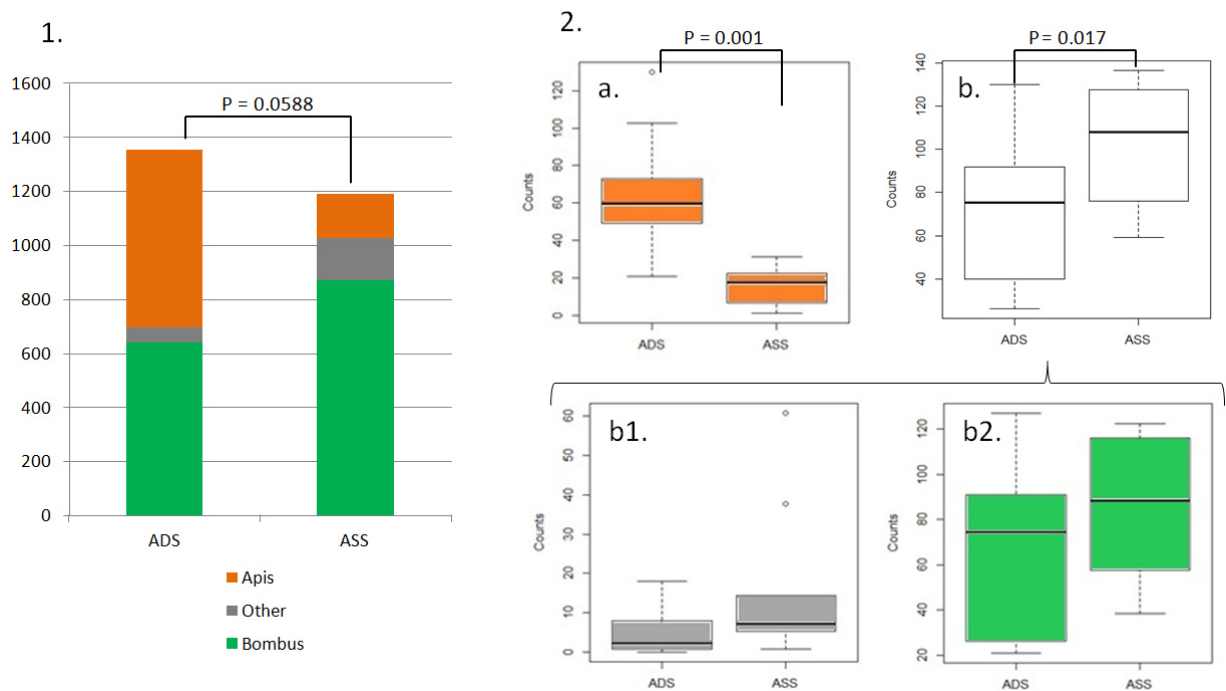 1.
P = 0.0588
1600
1400
1200
1000
800
600
400
200
0
ADS ASS
Apis
Other
Bombus
2.
P = 0.001
a.
Counts
120
100
80
60
40
20
0
ADS ASS
P = 0.017
b.
Counts
140
120
100
80
60
40
ADS ASS
b1.
Counts
60
50
40
30
20
10
0
ADS ASS
b2.
Counts
120
100
80
60
40
20
ADS ASS